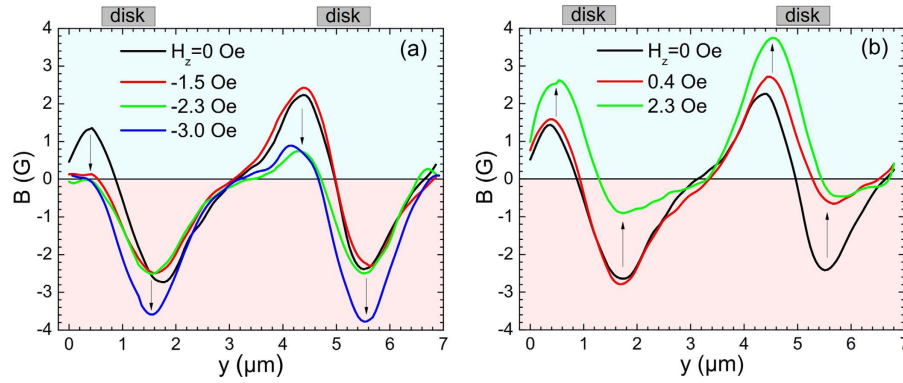 disk disk disk disk
(a) (b)
H_z=0 Oe
-1.5 Oe
-2.3 Oe
-3.0 Oe
H_z=0 Oe
0.4 Oe
2.3 Oe
B (G)
4
3
2
1
0
-1
-2
-3
-4
0 1 2 3 4 5 6 7
y (µm)
B (G)
4
3
2
1
0
-1
-2
-3
-4
0 1 2 3 4 5 6 7
y (µm)